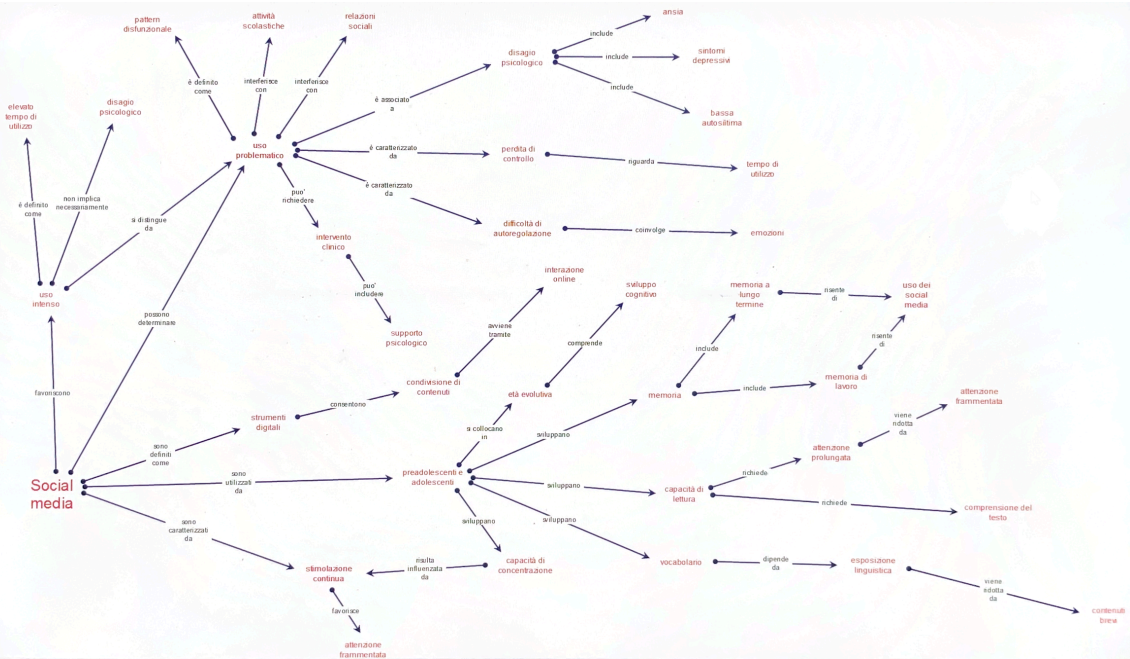 pattern
disfunzionale
attività
scolastiche
relazioni
sociali
ansia
include
disagio
psicologico
include
sintomi
depressivi
include
bassa
autostima
è definito
come
interferisce
con
interferisce
con
è associato
a
elevato
tempo di
utilizzo
disagio
psicologico
uso
problematico
è caratterizzato
da
perdita di
controllo
riguarda
tempo di
utilizzo
è definito
come
non implica
necessariamente
si distingue
da
puo'
richiedere
è caratterizzato
da
difficoltà di
autoregolazione
coinvolge
emozioni
intervento
clinico
uso
intenso
possono
determinare
puo'
includere
supporto
psicologico
interazione
online
sviluppo
cognitivo
memoria a
lungo
termine
risente
di
uso dei
social
media
avviene
tramite
comprende
include
risente
di
favoriscono
strumenti
digitali
consentono
condivisione di
contenuti
età evolutiva
memoria
include
memoria di
lavoro
attenzione
frammentata
sono
definiti
come
si collocano
in
sviluppano
viene
ridotta
da
attenzione
prolungata
Social
media
sono
utilizzati
da
preadolescenti e
adolescenti
sviluppano
capacità di
lettura
richiede
richiede
comprensione del
testo
sono
caratterizzati
da
sviluppano
sviluppano
stimolazione
continua
risulta
influenzata
da
capacità di
concentrazione
vocabolario
dipende
da
esposizione
linguistica
viene
ridotta
da
contenuti
brevi
favorisce
attenzione
frammentata